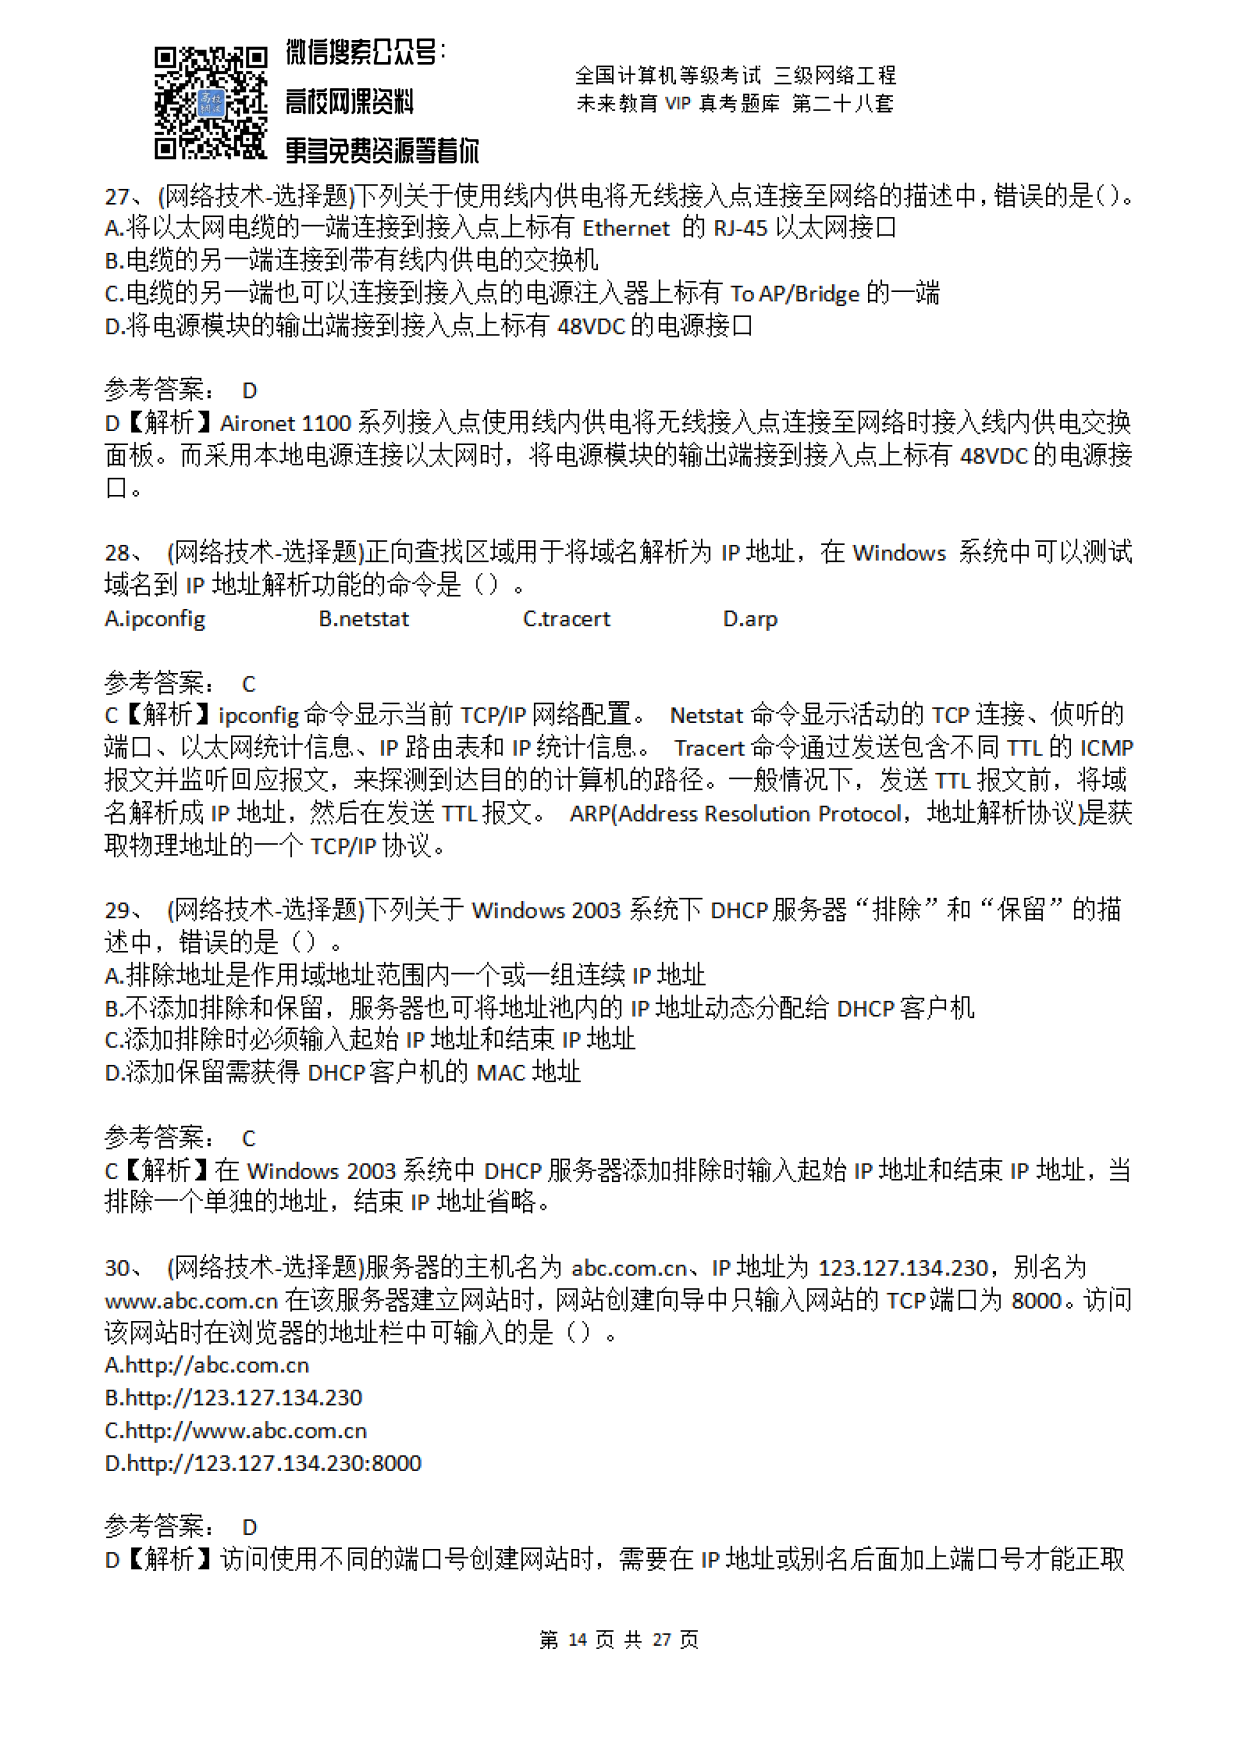 微信搜索公众号：
高校网课资料
更多免费资源等着你
全国计算机等级考试 三级网络工程
未来教育 VIP 真考题库 第二十八套
高校
网课
27、(网络技术-选择题)下列关于使用线内供电将无线接入点连接至网络的描述中，错误的是（）。
A.将以太网电缆的一端连接到接入点上标有 Ethernet 的 RJ-45 以太网接口
B.电缆的另一端连接到带有线内供电的交换机
C.电缆的另一端也可以连接到接入点的电源注入器上标有 To AP/Bridge 的一端
D.将电源模块的输出端接到接入点上标有 48VDC 的电源接口
参考答案： D
D【解析】Aironet 1100 系列接入点使用线内供电将无线接入点连接至网络时接入线内供电交换
面板。而采用本地电源连接以太网时，将电源模块的输出端接到接入点上标有 48VDC 的电源接
口。
28、 (网络技术-选择题)正向查找区域用于将域名解析为 IP 地址，在 Windows 系统中可以测试
域名到 IP 地址解析功能的命令是（）。
A.ipconfig B.netstat C.tracert D.arp
参考答案： C
C【解析】ipconfig 命令显示当前 TCP/IP 网络配置。 Netstat 命令显示活动的 TCP 连接、侦听的
端口、以太网统计信息、IP 路由表和 IP 统计信息。 Tracert 命令通过发送包含不同 TTL 的 ICMP
报文并监听回应报文，来探测到达目的的计算机的路径。一般情况下，发送 TTL 报文前，将域
名解析成 IP 地址，然后在发送 TTL 报文。 ARP(Address Resolution Protocol，地址解析协议)是获
取物理地址的一个 TCP/IP 协议。
29、 (网络技术-选择题)下列关于 Windows 2003 系统下 DHCP 服务器“排除”和“保留”的描
述中，错误的是（）。
A.排除地址是作用域地址范围内一个或一组连续 IP 地址
B.不添加排除和保留，服务器也可将地址池内的 IP 地址动态分配给 DHCP 客户机
C.添加排除时必须输入起始 IP 地址和结束 IP 地址
D.添加保留需获得 DHCP 客户机的 MAC 地址
参考答案： C
C【解析】在 Windows 2003 系统中 DHCP 服务器添加排除时输入起始 IP 地址和结束 IP 地址，当
排除一个单独的地址，结束 IP 地址省略。
30、 (网络技术-选择题)服务器的主机名为 abc.com.cn、IP 地址为 123.127.134.230，别名为
www.abc.com.cn 在该服务器建立网站时，网站创建向导中只输入网站的 TCP 端口为 8000。访问
该网站时在浏览器的地址栏中可输入的是（）。
A.http://abc.com.cn
B.http://123.127.134.230
C.http://www.abc.com.cn
D.http://123.127.134.230:8000
参考答案： D
D【解析】访问使用不同的端口号创建网站时，需要在 IP 地址或别名后面加上端口号才能正取
第 14 页 共 27 页